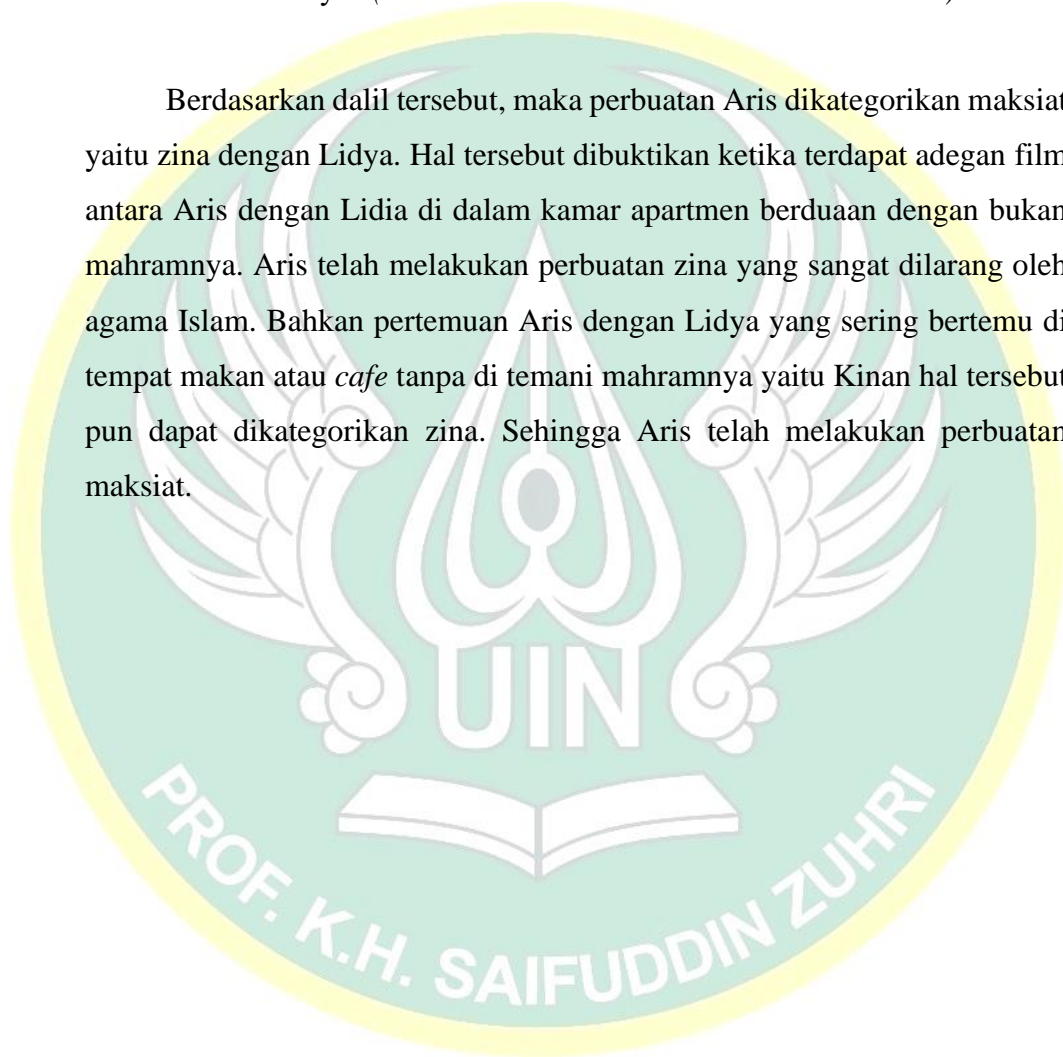 Berdasarkan dalil tersebut, maka perbuatan Aris dikategorikan maksiat
yaitu zina dengan Lidya. Hal tersebut dibuktikan ketika terdapat adegan film
antara Aris dengan Lidia di dalam kamar apartmen berduaan dengan bukan
mahramnya. Aris telah melakukan perbuatan zina yang sangat dilarang oleh
agama Islam. Bahkan pertemuan Aris dengan Lidya yang sering bertemu di
tempat makan atau cafe tanpa di temani mahramnya yaitu Kinan hal tersebut
pun dapat dikategorikan zina. Sehingga Aris telah melakukan perbuatan
maksiat.
UIN
PROF. K.H. SAIFUDDIN ZUHRI